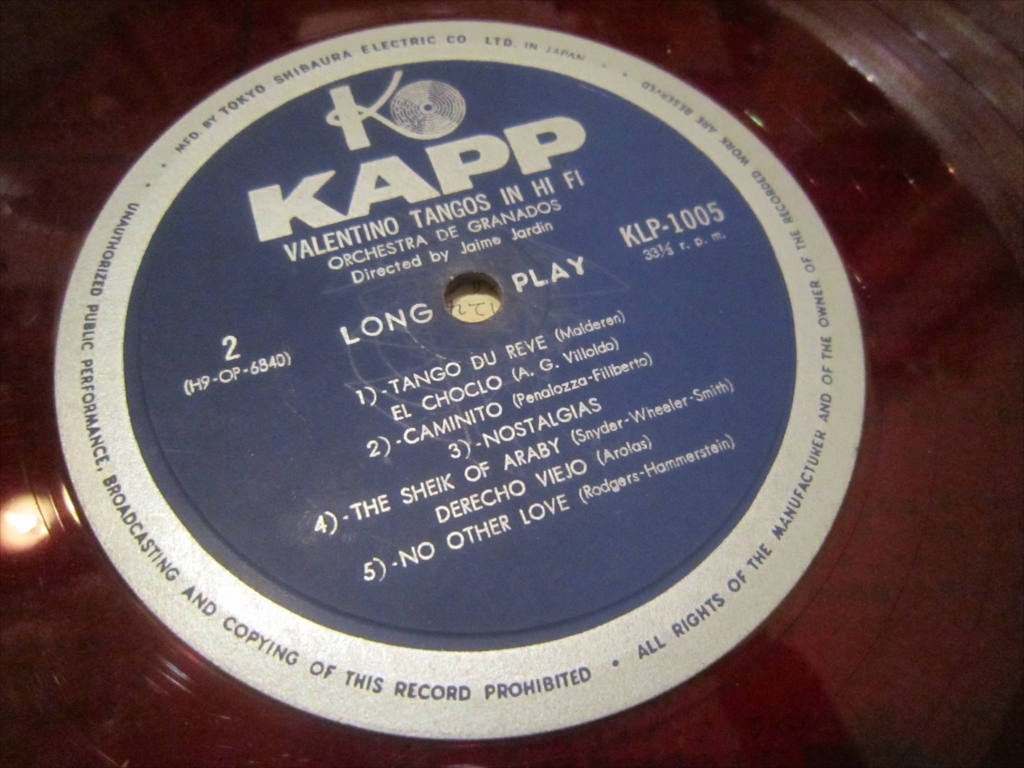 MFD. BY TOKYO SHIBAURA ELECTRIC CO LTD. IN JAPAN
KAPP
VALENTINO TANGOS IN HI FI
ORCHESTRA DE GRANADOS
Directed by Jaime Jardin
KLP-1005
33⅓ r. p. m.
LONG PLAY
2
(H9-OP-6840)
1)-TANGO DU REVE (Malderen)
EL CHOCLO (A. G. Villoldo)
2)-CAMINITO (Penalozza-Filiberto)
3)-NOSTALGIAS
4)-THE SHEIK OF ARABY (Snyder-Wheeler-Smith)
DERECHO VIEJO (Arolas)
5)-NO OTHER LOVE (Rodgers-Hammerstein)
ALL RIGHTS OF THE MANUFACTURER AND OF THE OWNER OF THE RECORDED WORK ARE RESERVED
UNAUTHORIZED PUBLIC PERFORMANCE, BROADCASTING AND COPYING OF THIS RECORD PROHIBITED